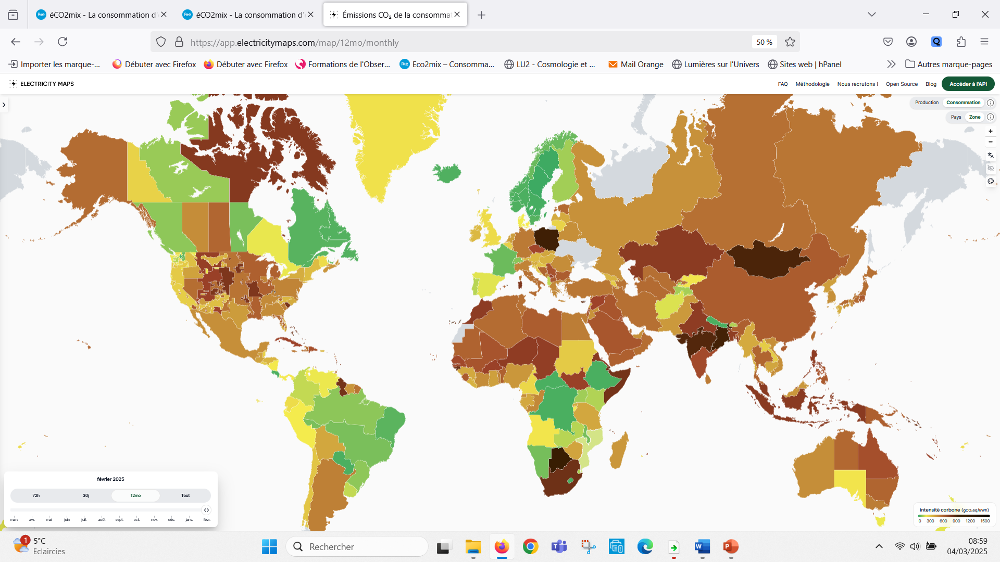 éCO2mix - La consommation d'
éCO2mix - La consommation d'
Émissions CO₂ de la consomma
https://app.electricitymaps.com/map/12mo/monthly
50 %
Importer les marque-...
Débuter avec Firefox
Débuter avec Firefox
Formations de l'Obser...
Eco2mix – Consomma...
LU2 - Cosmologie et ...
Mail Orange
Lumières sur l'Univers
Sites web | hPanel
Autres marque-pages
ELECTRICITY MAPS
FAQ
Méthodologie
Nous recrutons !
Open Source
Blog
Accéder à l'API
Production
Consommation
Pays
Zone
février 2025
72h
30j
12mo
Tout
mars avr. mai juin juil. août sept. oct. nov. déc. janv. févr.
Intensité carbone (gCO₂eq/kWh)
0 300 600 900 1200 1500
1
5°C
Eclaircies
Rechercher
08:59
04/03/2025